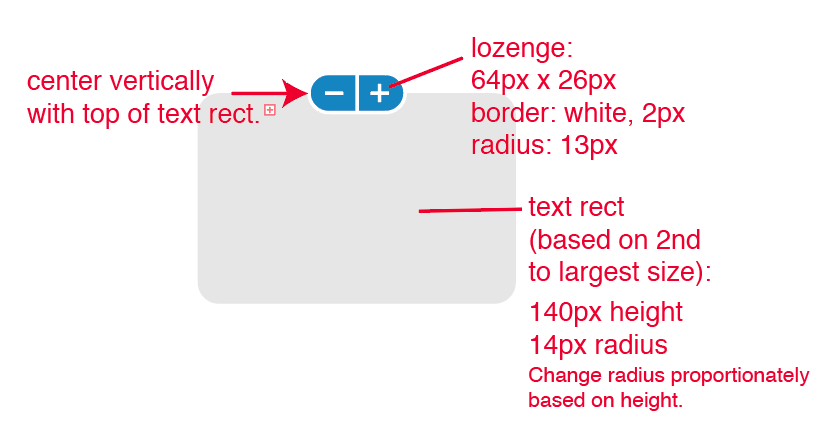 center vertically
with top of text rect.
− +
lozenge:
64px x 26px
border: white, 2px
radius: 13px
text rect
(based on 2nd
to largest size):
140px height
14px radius
Change radius proportionately
based on height.